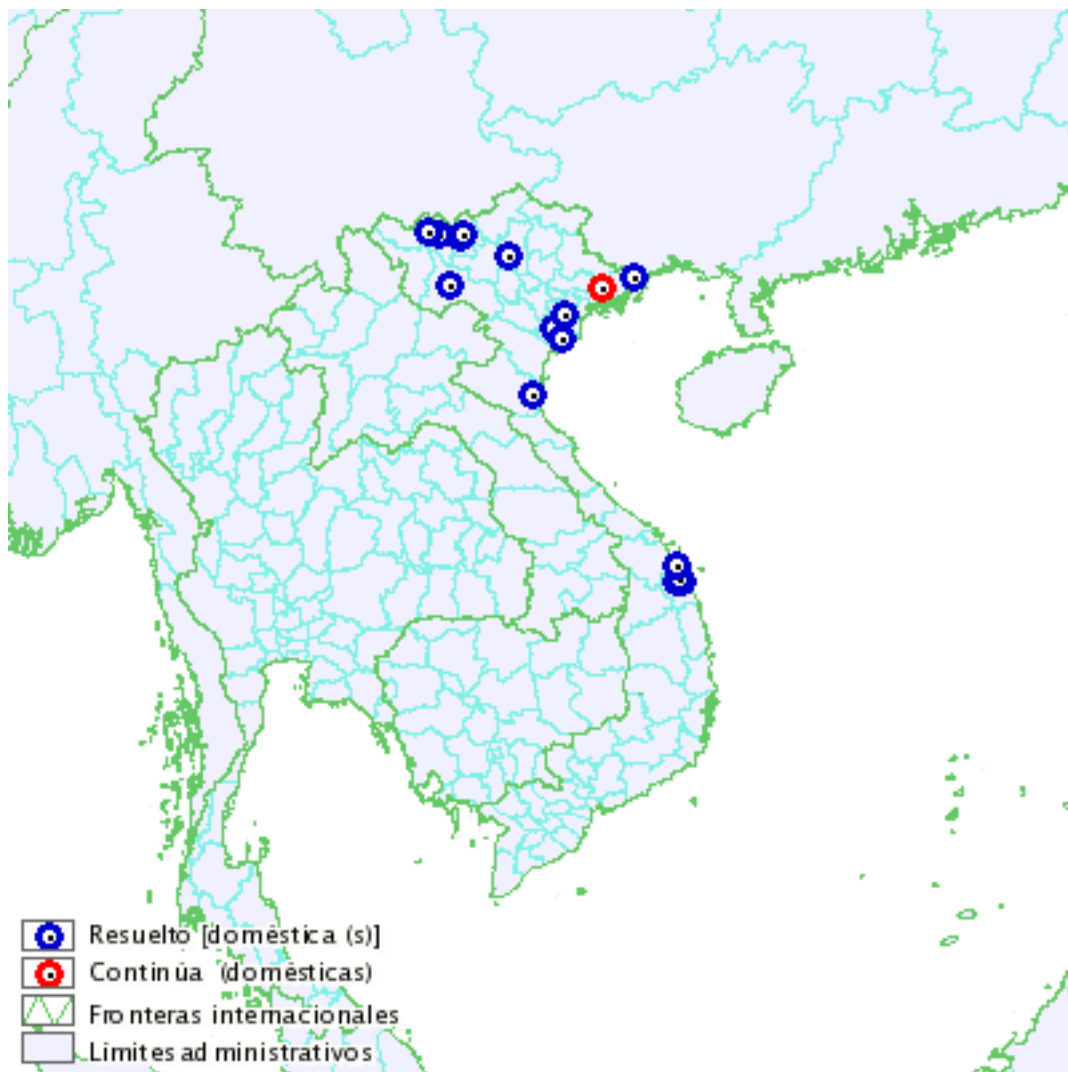 Resuelto [doméstica (s)]
Continúa (domésticas)
Fronteras internacionales
Límites administrativos